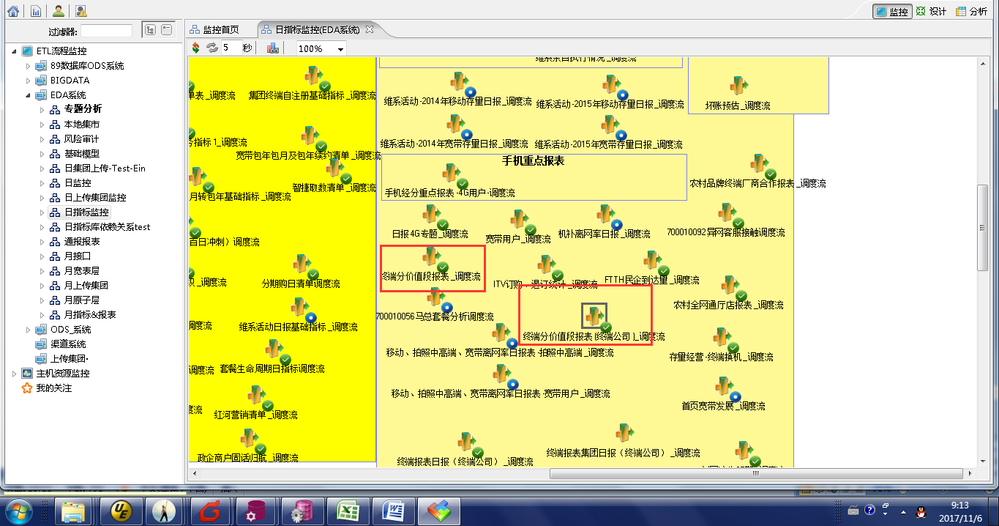 监控
设计
分析
过滤器:
监控首页
日指标监控(EDA系统)
5
秒
100%
ETL流程监控
89数据库ODS系统
BIGDATA
EDA系统
专题分析
本地集市
风险审计
基础模型
日集团上传-Test-Ein
日监控
日上传集团监控
日指标监控
日指标库依赖关系test
通报报表
月接口
月宽表层
月上传集团
月原子层
月指标&报表
ODS_系统
渠道系统
上传集团·
主机资源监控
我的关注
单表_调度流
集团终端自注册基础指标_调度流
维系活动-2014年移动存量日报_调度流
维系活动-2015年移动存量日报_调度流
坏账预估_调度流
务指标1_调度流
维系活动-2014年宽带存量日报_调度流
维系活动-2015年宽带存量日报_调度流
宽带包年包月及包年续约清单_调度流
手机重点报表
月转包年基础指标_调度流
智捷取数清单_调度流
手机经分重点报表-4G用户-调度流
农村品牌终端厂商合作报表_调度流
百日冲刺）调度流
日报4G专题_调度流
宽带用户_调度流
机补离网率日报_调度流
700010092异网客服接触调度流
_调度流
分期购日清单调度流
终端分价值段报表_调度流
ITV订购、退订统计_调度流
FTTH民企到达量_调度流
农村全网通厅店报表_调度流
调度流
维系活动日报基础指标_调度流
700010056马总套餐分析调度流
终端分价值段报表(终端公司)_调度流
移动、拍照中高端、宽带离网率日报表-拍照中高端_调度流
存量经营-终端换机_调度流
调度流
套餐生命周期日指标调度流
移动、拍照中高端、宽带离网率日报表-宽带用户_调度流
首页宽带发展_调度流
度流
红河营销清单_调度流
政企商户固话归航_调度流
终端报表日报（终端公司）_调度流
终端报表集团日报（终端公司）_调度流
9:13
2017/11/6